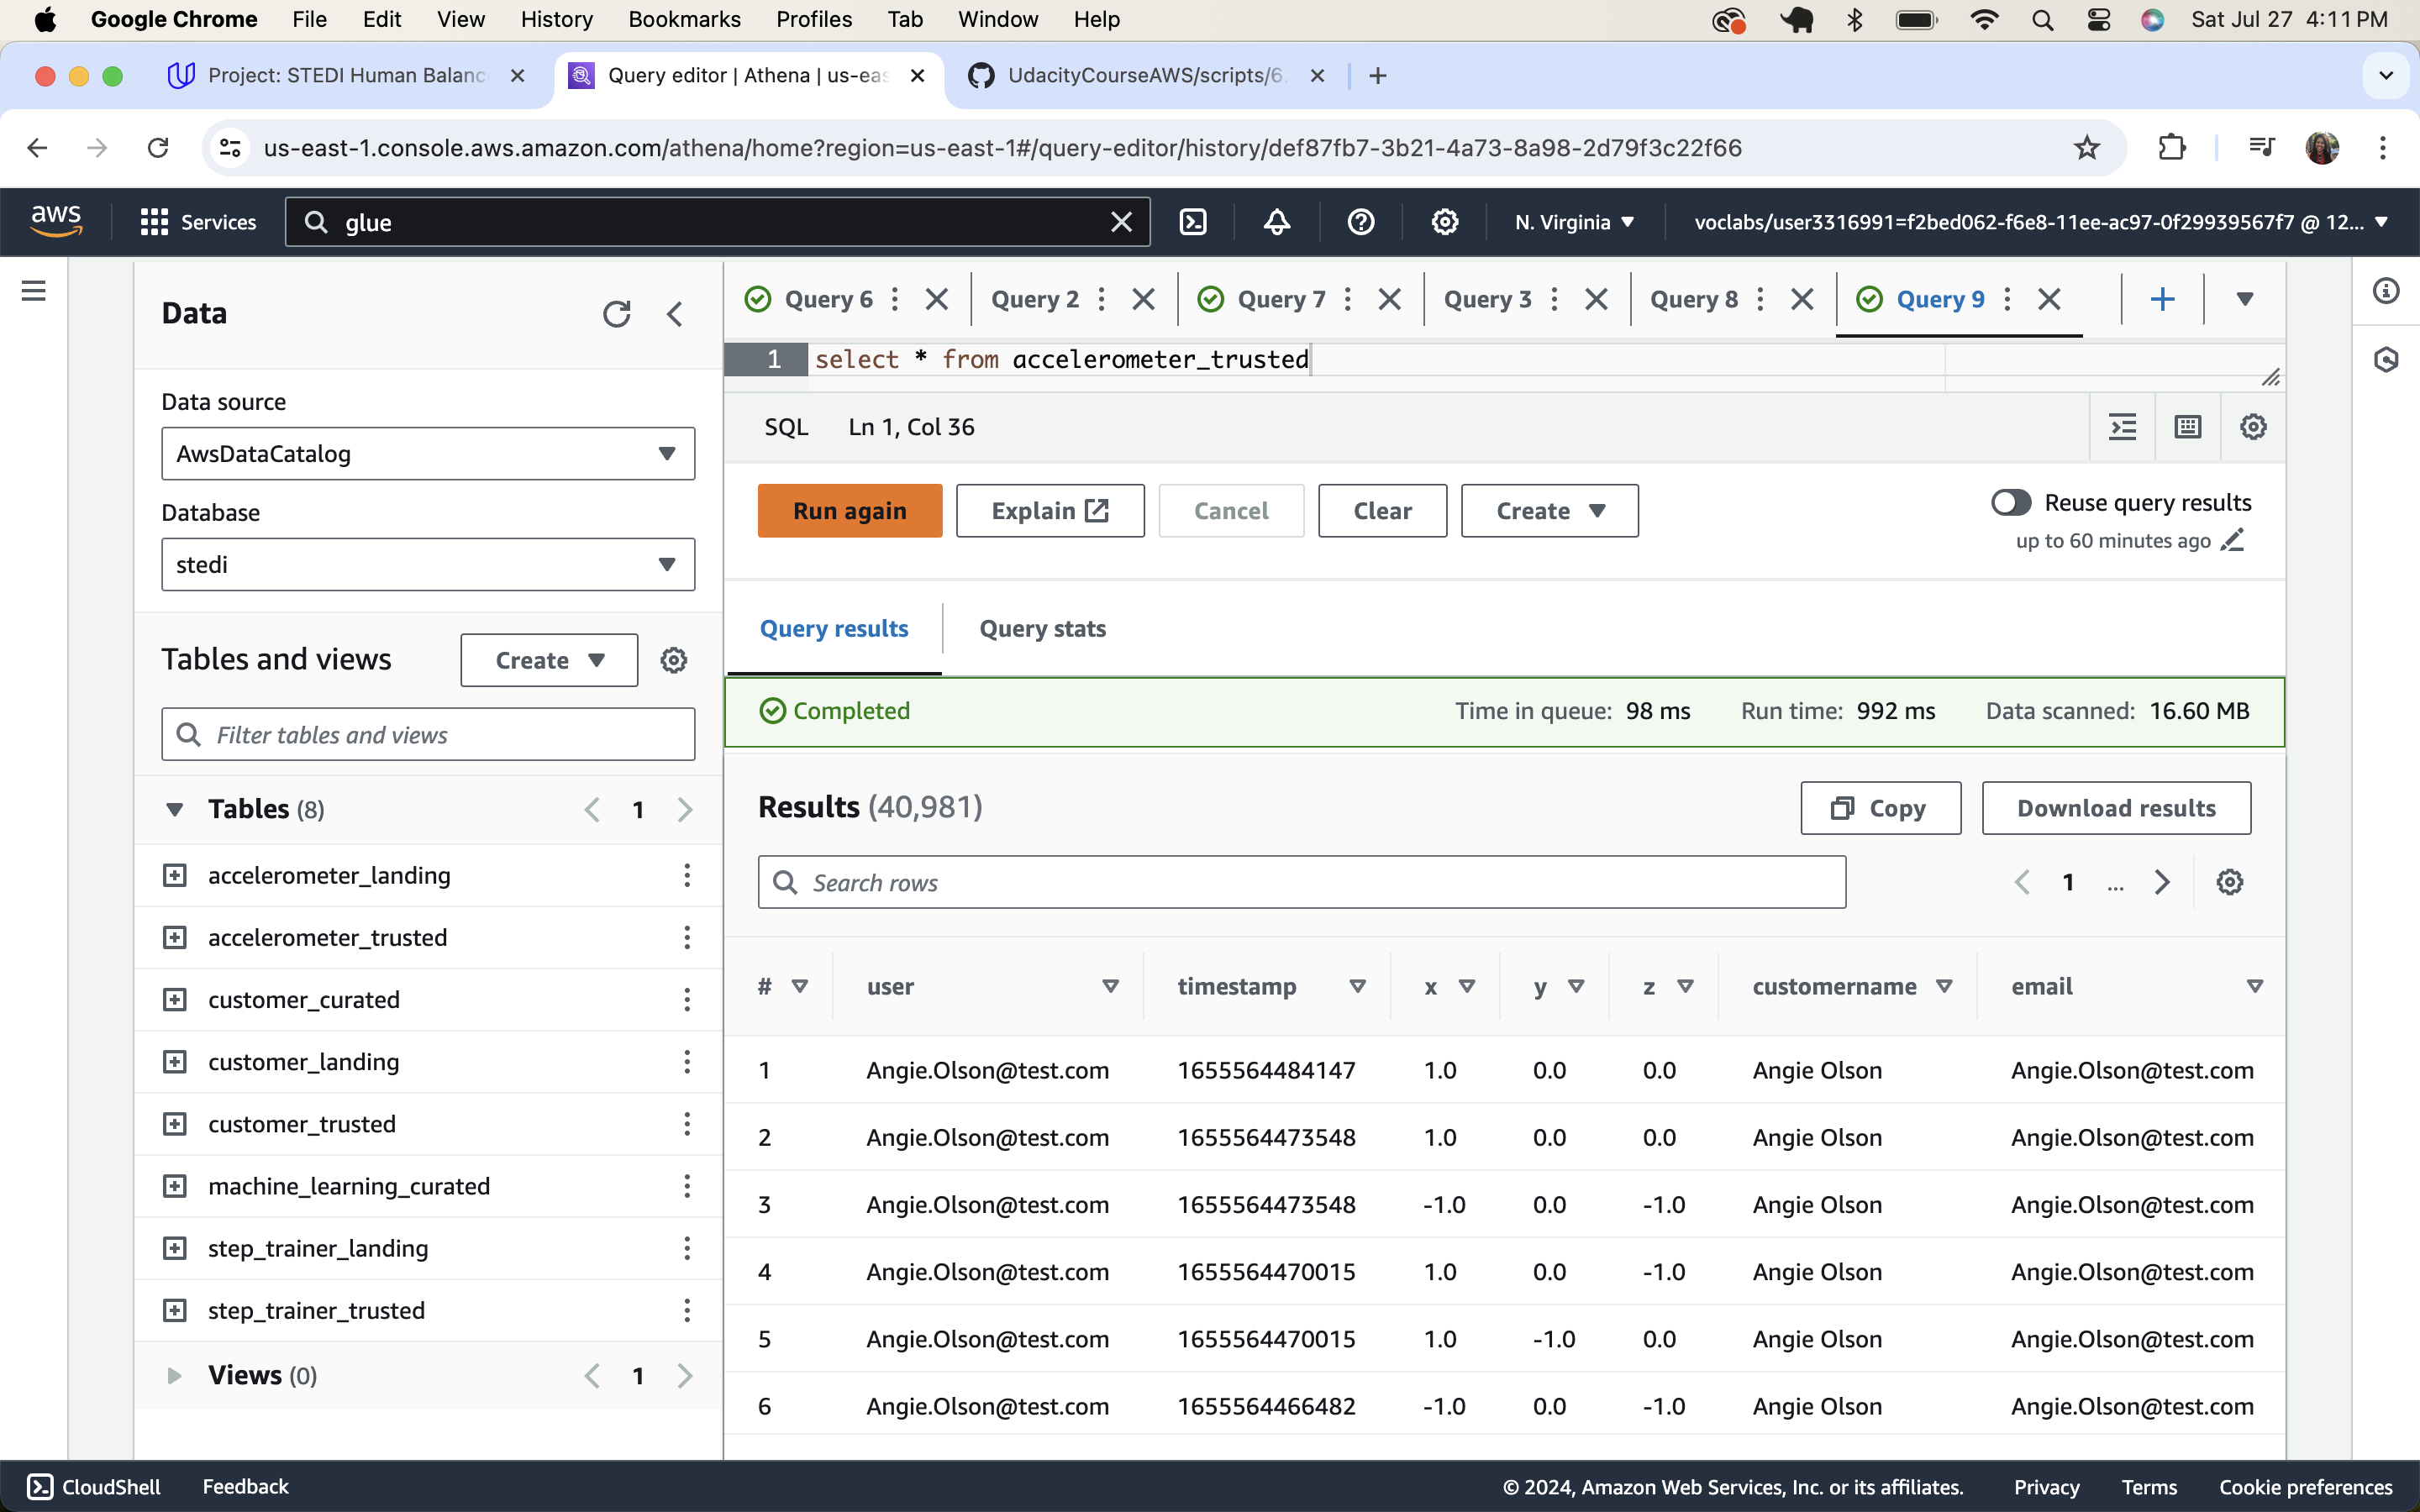 Google Chrome File Edit View History Bookmarks Profiles Tab Window Help Sat Jul 27 4:11 PM
Project: STEDI Human Balanc Query editor | Athena | us-eas UdacityCourseAWS/scripts/6.
us-east-1.console.aws.amazon.com/athena/home?region=us-east-1#/query-editor/history/def87fb7-3b21-4a73-8a98-2d79f3c22f66
aws Services glue N. Virginia voclabs/user3316991=f2bed062-f6e8-11ee-ac97-0f29939567f7 @ 12...
Data
Data source
AwsDataCatalog
Database
stedi
Tables and views Create
Filter tables and views
Tables (8) 1
accelerometer_landing
accelerometer_trusted
customer_curated
customer_landing
customer_trusted
machine_learning_curated
step_trainer_landing
step_trainer_trusted
Views (0) 1
Query 6 Query 2 Query 7 Query 3 Query 8 Query 9
1 select * from accelerometer_trusted
SQL Ln 1, Col 36
Run again Explain Cancel Clear Create Reuse query results
up to 60 minutes ago
Query results Query stats
Completed Time in queue: 98 ms Run time: 992 ms Data scanned: 16.60 MB
Results (40,981) Copy Download results
Search rows 1 ...
# user timestamp x y z customername email
1 Angie.Olson@test.com 1655564484147 1.0 0.0 0.0 Angie Olson Angie.Olson@test.com
2 Angie.Olson@test.com 1655564473548 1.0 0.0 0.0 Angie Olson Angie.Olson@test.com
3 Angie.Olson@test.com 1655564473548 -1.0 0.0 -1.0 Angie Olson Angie.Olson@test.com
4 Angie.Olson@test.com 1655564470015 1.0 0.0 -1.0 Angie Olson Angie.Olson@test.com
5 Angie.Olson@test.com 1655564470015 1.0 -1.0 0.0 Angie Olson Angie.Olson@test.com
6 Angie.Olson@test.com 1655564466482 -1.0 0.0 -1.0 Angie Olson Angie.Olson@test.com
CloudShell Feedback © 2024, Amazon Web Services, Inc. or its affiliates. Privacy Terms Cookie preferences